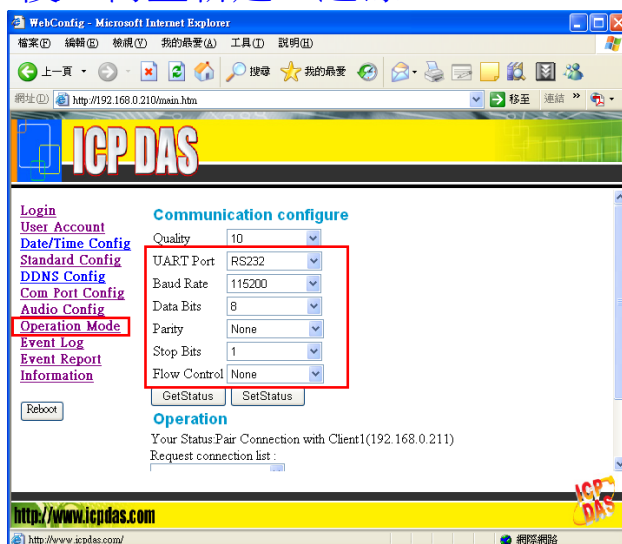 WebConfig - Microsoft Internet Explorer
檔案(F) 編輯(E) 檢視(V) 我的最愛(A) 工具(T) 說明(H)
上一頁 搜尋 我的最愛
網址(D) http://192.168.0.210/main.htm 移至 連結 »
ICP DAS
Login
User Account
Date/Time Config
Standard Config
DDNS Config
Com Port Config
Audio Config
Operation Mode
Event Log
Event Report
Information
Reboot
Communication configure
Quality 10
UART Port RS232
Baud Rate 115200
Data Bits 8
Parity None
Stop Bits 1
Flow Control None
GetStatus SetStatus
Operation
Your Status:Pair Connection with Client1(192.168.0.211)
Request connection list :
http://www.icpdas.com
ICP DAS
http://www.icpdas.com/ 網際網路